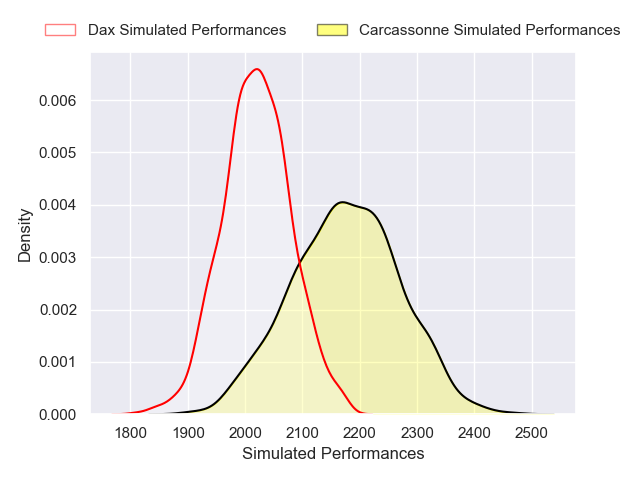 Dax Simulated Performances
Carcassonne Simulated Performances
0.006
0.005
0.004
0.003
0.002
0.001
0.000
Density
1800 1900 2000 2100 2200 2300 2400 2500
Simulated Performances